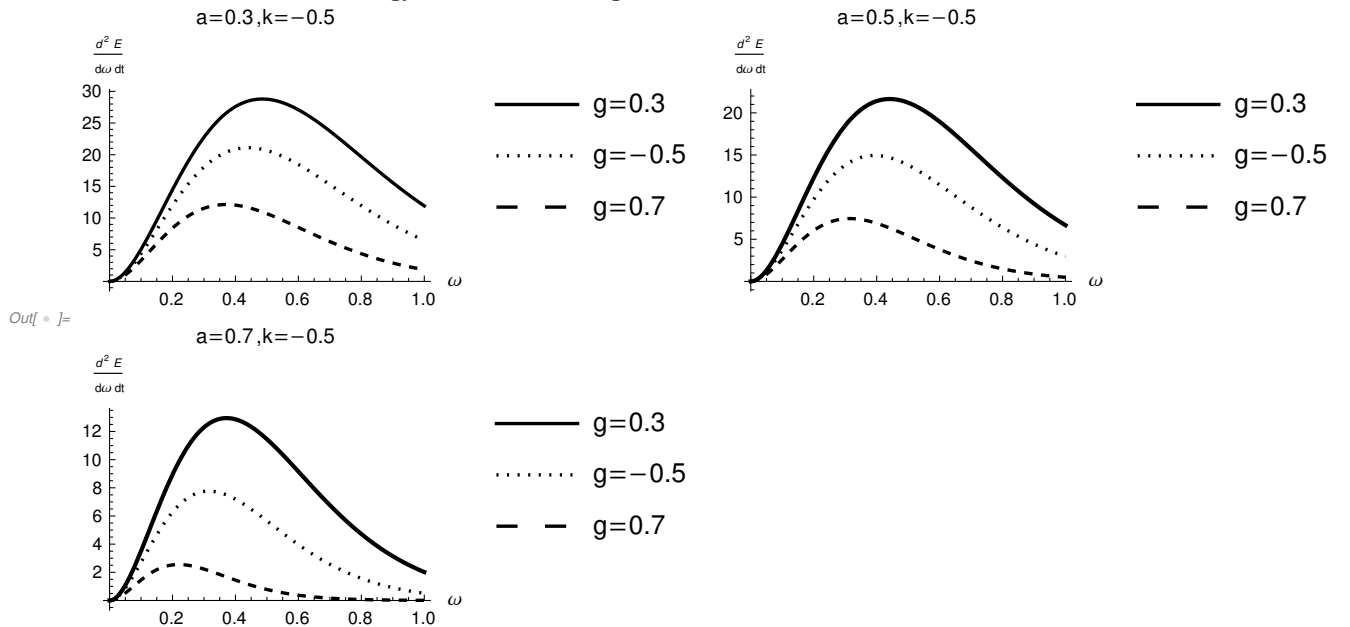 a=0.3,k=−0.5
d² E
dω dt
30
25
20
15
10
5
0.2 0.4 0.6 0.8 1.0 ω
g=0.3
g=−0.5
g=0.7
a=0.5,k=−0.5
d² E
dω dt
20
15
10
5
0.2 0.4 0.6 0.8 1.0 ω
g=0.3
g=−0.5
g=0.7
Out[ ]=
a=0.7,k=−0.5
d² E
dω dt
12
10
8
6
4
2
0.2 0.4 0.6 0.8 1.0 ω
g=0.3
g=−0.5
g=0.7